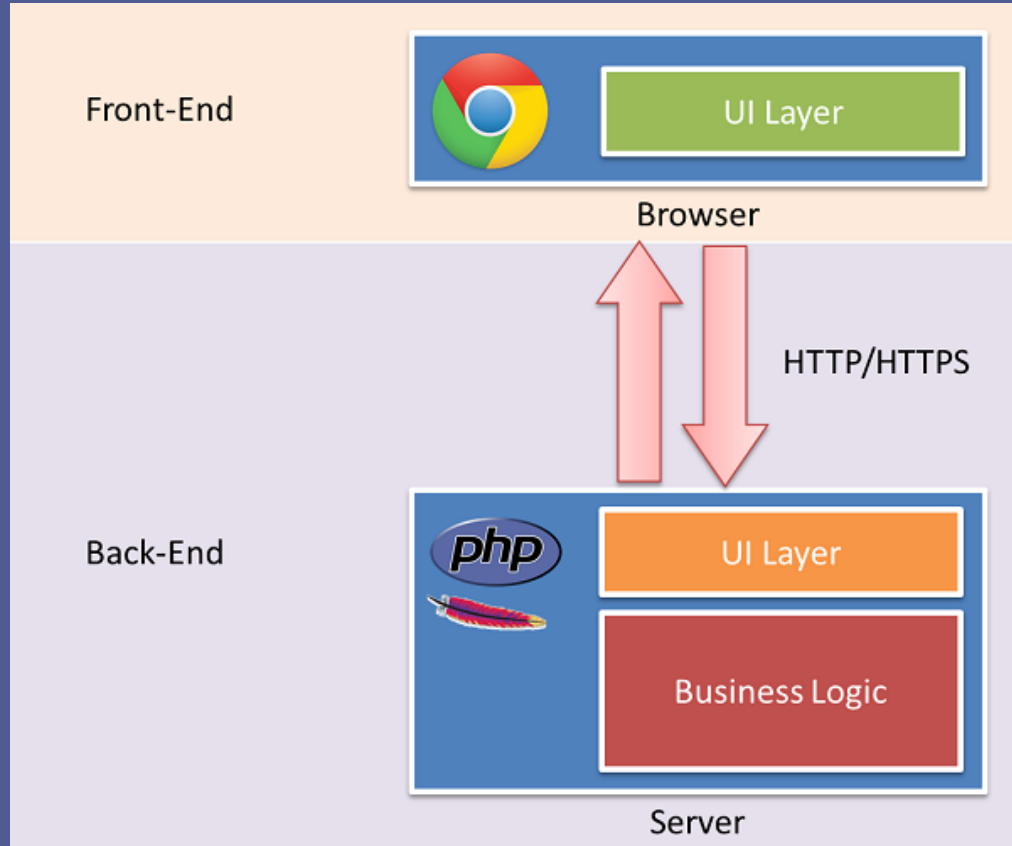 Front-End
UI Layer
Browser
HTTP/HTTPS
Back-End
php
UI Layer
Business Logic
Server